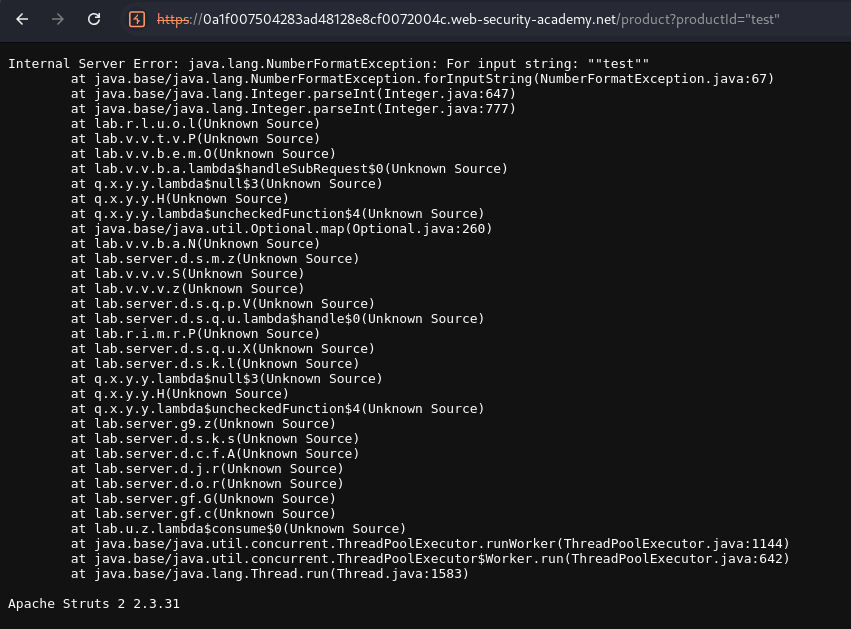 https://0a1f007504283ad48128e8cf0072004c.web-security-academy.net/product?productId="test"
Internal Server Error: java.lang.NumberFormatException: For input string: ""test""
at java.base/java.lang.NumberFormatException.forInputString(NumberFormatException.java:67)
at java.base/java.lang.Integer.parseInt(Integer.java:647)
at java.base/java.lang.Integer.parseInt(Integer.java:777)
at lab.r.l.u.o.l(Unknown Source)
at lab.v.v.t.v.P(Unknown Source)
at lab.v.v.b.e.m.O(Unknown Source)
at lab.v.v.b.a.lambda$handleSubRequest$0(Unknown Source)
at q.x.y.y.lambda$null$3(Unknown Source)
at q.x.y.y.H(Unknown Source)
at q.x.y.y.lambda$uncheckedFunction$4(Unknown Source)
at java.base/java.util.Optional.map(Optional.java:260)
at lab.v.v.b.a.N(Unknown Source)
at lab.server.d.s.m.z(Unknown Source)
at lab.v.v.v.S(Unknown Source)
at lab.v.v.v.z(Unknown Source)
at lab.server.d.s.q.p.V(Unknown Source)
at lab.server.d.s.q.u.lambda$handle$0(Unknown Source)
at lab.r.i.m.r.P(Unknown Source)
at lab.server.d.s.q.u.X(Unknown Source)
at lab.server.d.s.k.l(Unknown Source)
at q.x.y.y.lambda$null$3(Unknown Source)
at q.x.y.y.H(Unknown Source)
at q.x.y.y.lambda$uncheckedFunction$4(Unknown Source)
at lab.server.g9.z(Unknown Source)
at lab.server.d.s.k.s(Unknown Source)
at lab.server.d.c.f.A(Unknown Source)
at lab.server.d.j.r(Unknown Source)
at lab.server.d.o.r(Unknown Source)
at lab.server.gf.G(Unknown Source)
at lab.server.gf.c(Unknown Source)
at lab.u.z.lambda$consume$0(Unknown Source)
at java.base/java.util.concurrent.ThreadPoolExecutor.runWorker(ThreadPoolExecutor.java:1144)
at java.base/java.util.concurrent.ThreadPoolExecutor$Worker.run(ThreadPoolExecutor.java:642)
at java.base/java.lang.Thread.run(Thread.java:1583)
Apache Struts 2 2.3.31